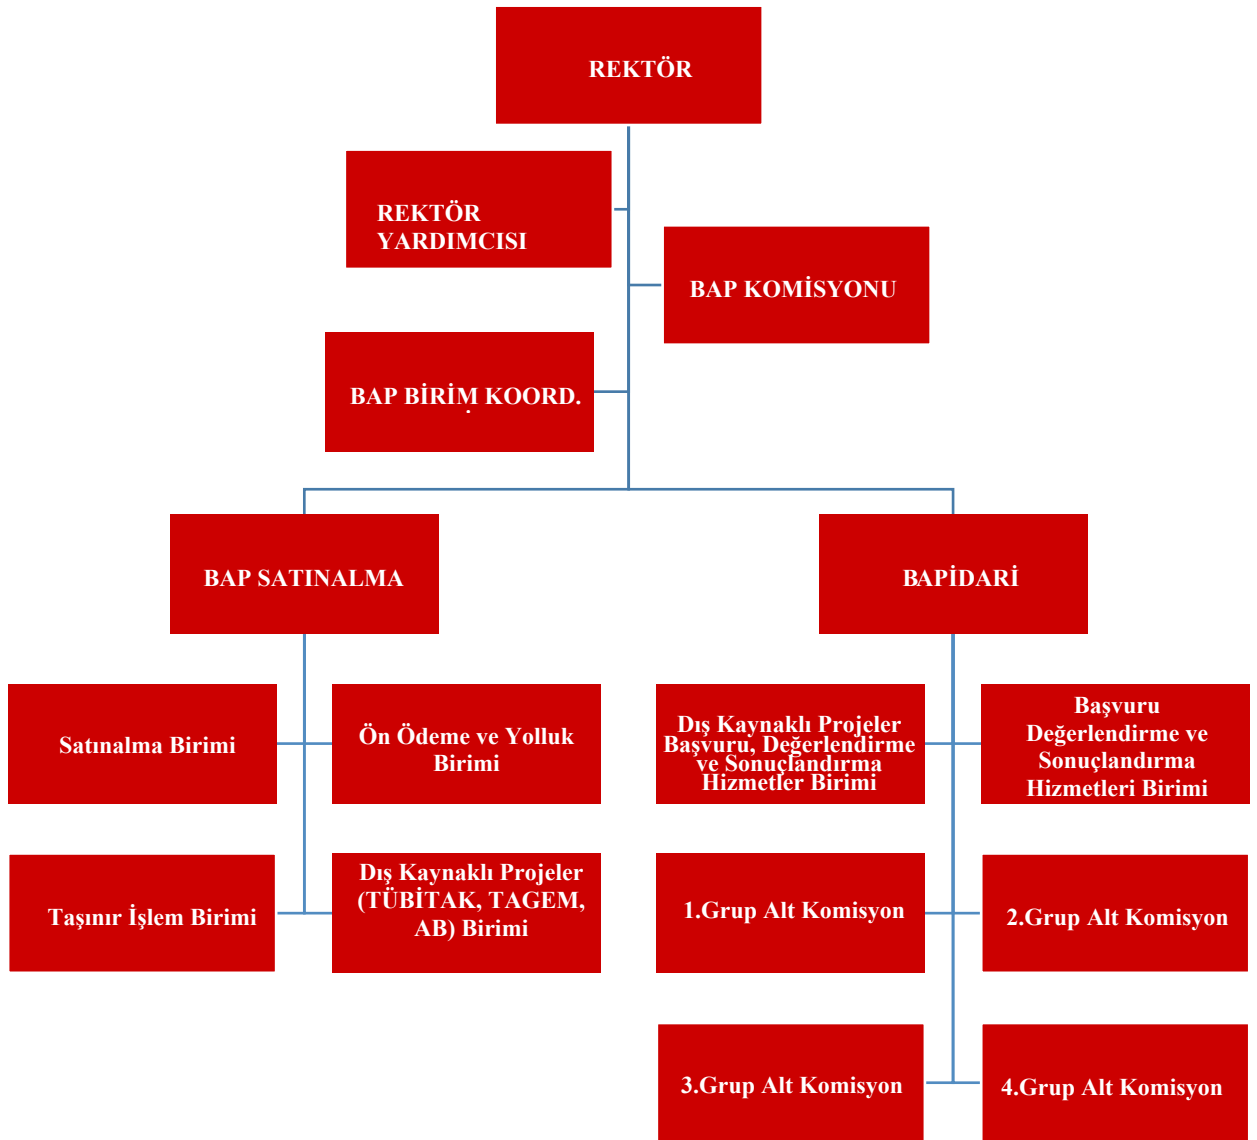 REKTÖR
REKTÖR
YARDIMCISI
BAP KOMİSYONU
BAP BİRİM KOORD.
BAP SATINALMA
BAPİDARİ
Satınalma Birimi
Ön Ödeme ve Yolluk
Birimi
Dış Kaynaklı Projeler
Başvuru, Değerlendirme
ve Sonuçlandırma
Hizmetler Birimi
Başvuru
Değerlendirme ve
Sonuçlandırma
Hizmetleri Birimi
Taşınır İşlem Birimi
Dış Kaynaklı Projeler
(TÜBİTAK, TAGEM,
AB) Birimi
1.Grup Alt Komisyon
2.Grup Alt Komisyon
3.Grup Alt Komisyon
4.Grup Alt Komisyon